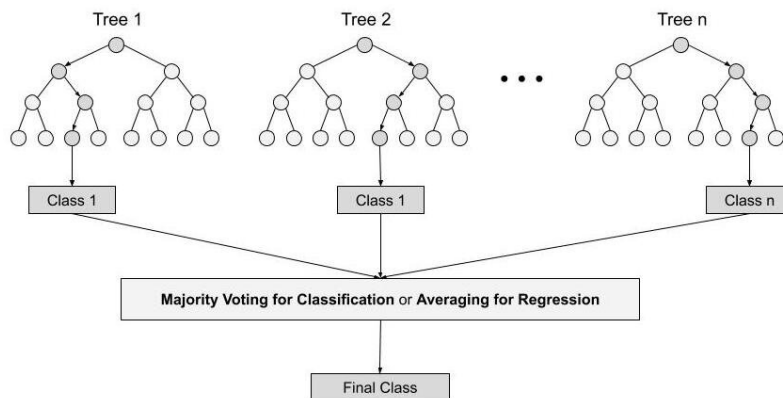 Tree 1
Tree 2
Tree n
Class 1
Class 1
Class n
Majority Voting for Classification or Averaging for Regression
Final Class